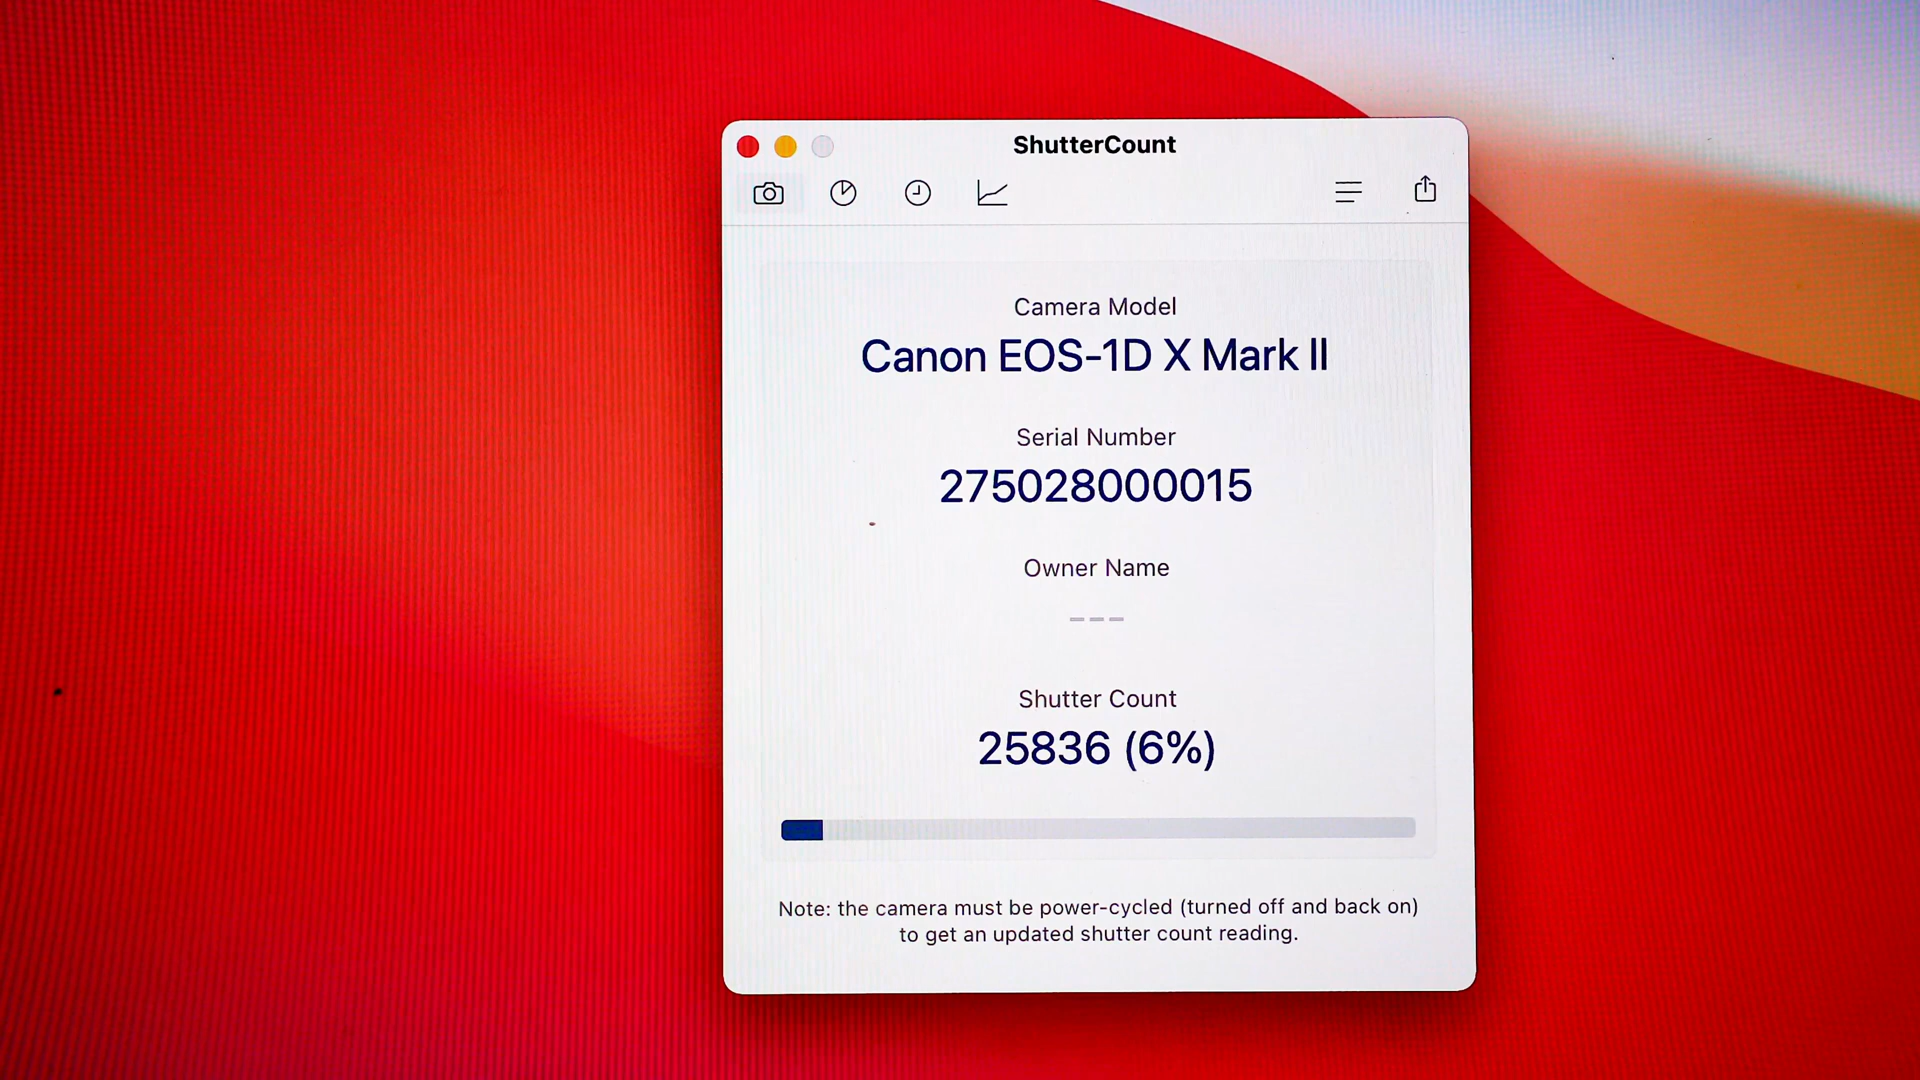 ShutterCount
Camera Model
Canon EOS-1D X Mark II
Serial Number
275028000015
Owner Name
---
Shutter Count
25836 (6%)
Note: the camera must be power-cycled (turned off and back on)
to get an updated shutter count reading.